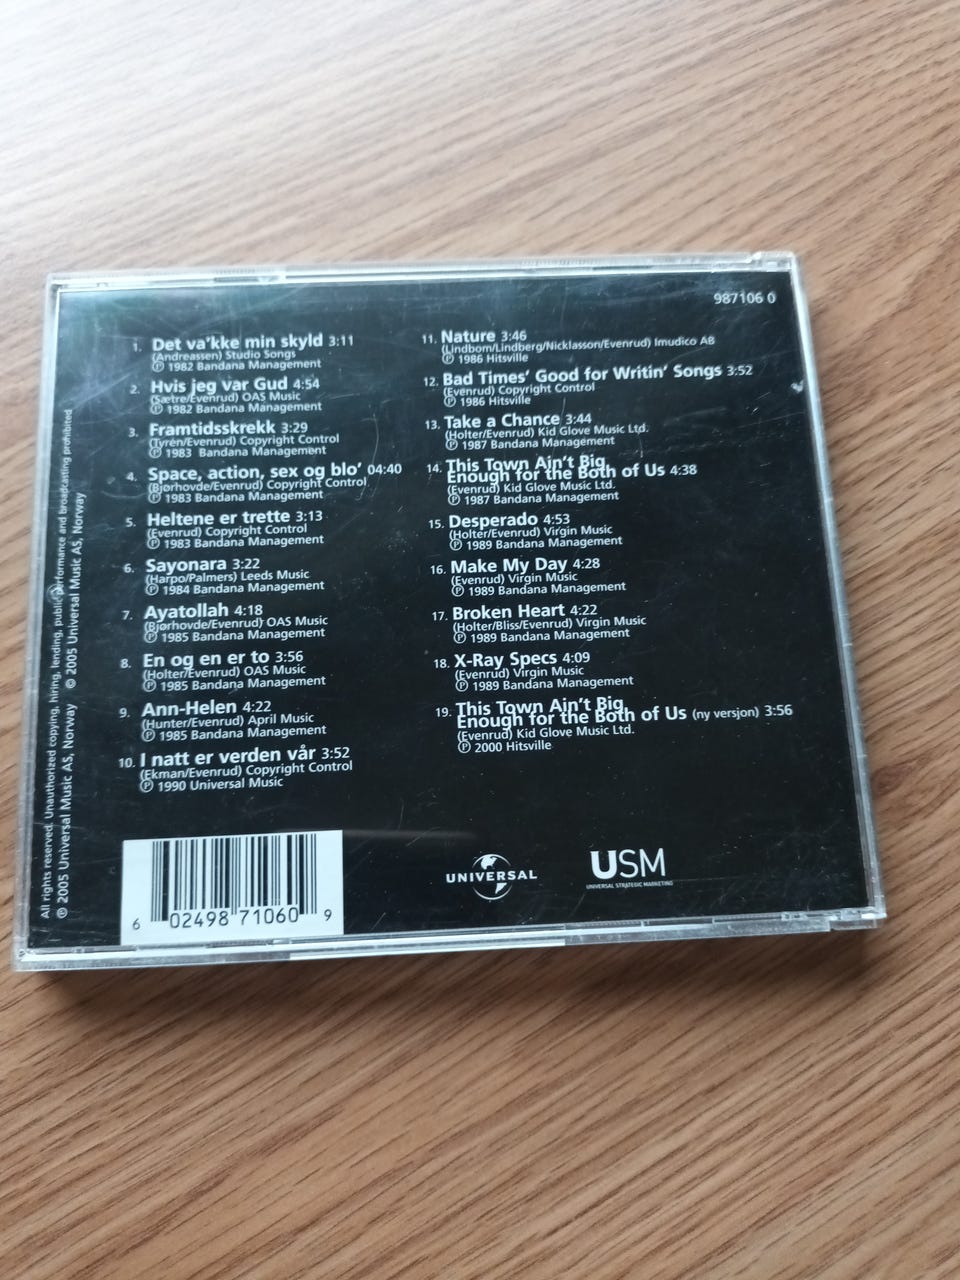 987106 0
1. Det va'kke min skyld 3:11
(Andreassen) Studio Songs
Ⓟ 1982 Bandana Management
2. Hvis jeg var Gud 4:54
(Sætre/Evenrud) OAS Music
Ⓟ 1982 Bandana Management
3. Framtidsskrekk 3:29
(Tyrén/Evenrud) Copyright Control
Ⓟ 1983 Bandana Management
4. Space, action, sex og blo' 04:40
(Bjørhovde/Evenrud) Copyright Control
Ⓟ 1983 Bandana Management
5. Heltene er trette 3:13
(Evenrud) Copyright Control
Ⓟ 1983 Bandana Management
6. Sayonara 3:22
(Harpo/Palmers) Leeds Music
Ⓟ 1984 Bandana Management
7. Ayatollah 4:18
(Bjørhovde/Evenrud) OAS Music
Ⓟ 1985 Bandana Management
8. En og en er to 3:56
(Holter/Evenrud) OAS Music
Ⓟ 1985 Bandana Management
9. Ann-Helen 4:22
(Hunter/Evenrud) April Music
Ⓟ 1985 Bandana Management
10. I natt er verden vår 3:52
(Ekman/Evenrud) Copyright Control
Ⓟ 1990 Universal Music
11. Nature 3:46
(Lindbom/Lindberg/Nicklasson/Evenrud) Imudico AB
Ⓟ 1986 Hitsville
12. Bad Times' Good for Writin' Songs 3:52
(Evenrud) Copyright Control
Ⓟ 1986 Hitsville
13. Take a Chance 3:44
(Holter/Evenrud) Kid Glove Music Ltd.
Ⓟ 1987 Bandana Management
14. This Town Ain't Big
Enough for the Both of Us 4:38
(Evenrud) Kid Glove Music Ltd.
Ⓟ 1987 Bandana Management
15. Desperado 4:53
(Holter/Evenrud) Virgin Music
Ⓟ 1989 Bandana Management
16. Make My Day 4:28
(Evenrud) Virgin Music
Ⓟ 1989 Bandana Management
17. Broken Heart 4:22
(Holter/Bliss/Evenrud) Virgin Music
Ⓟ 1989 Bandana Management
18. X-Ray Specs 4:09
(Evenrud) Virgin Music
Ⓟ 1989 Bandana Management
19. This Town Ain't Big
Enough for the Both of Us (ny versjon) 3:56
(Evenrud) Kid Glove Music Ltd.
Ⓟ 2000 Hitsville
All rights reserved. Unauthorized copying, hiring, lending, public performance and broadcasting prohibited
Ⓟ 2005 Universal Music AS, Norway © 2005 Universal Music AS, Norway
6 02498 71060 9
UNIVERSAL
USM
UNIVERSAL STRATEGIC MARKETING